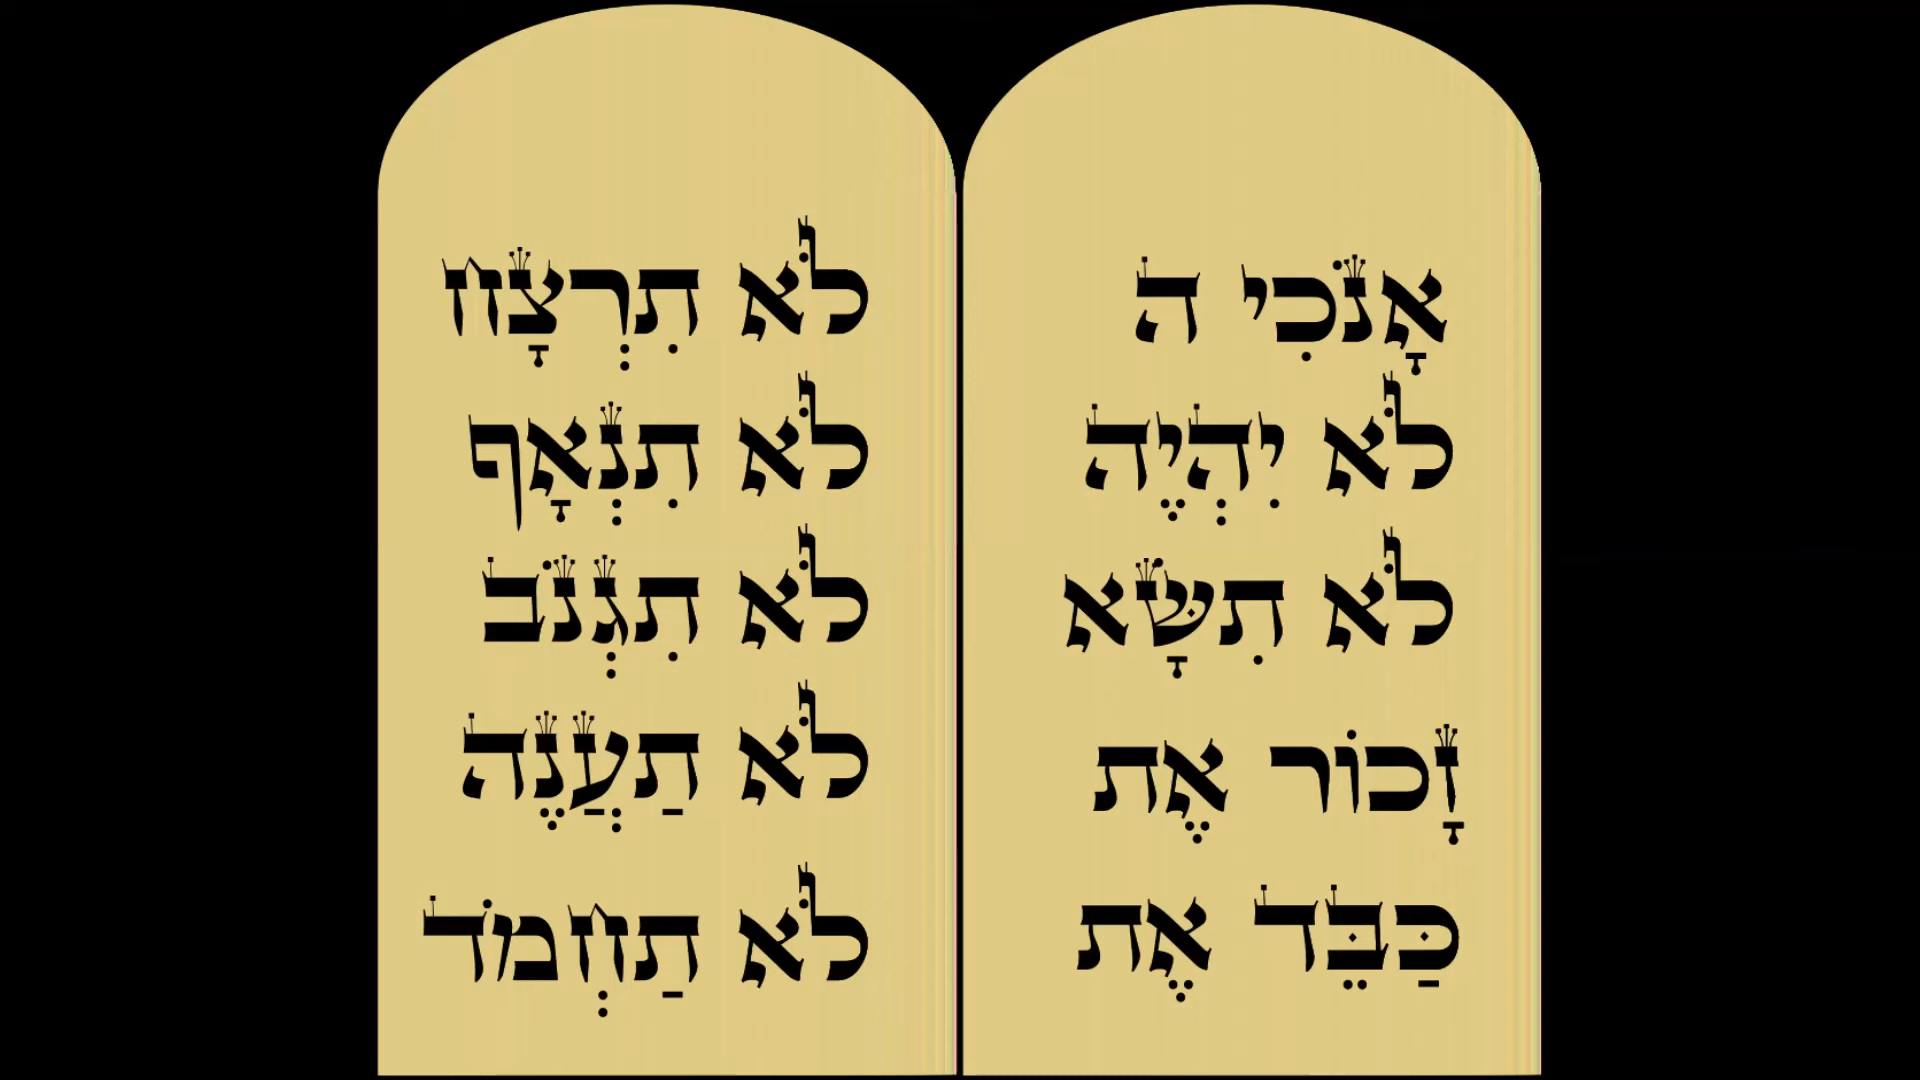 אָנֹכִי ה
לֹא יִהְיֶה
לֹא תִשָּׂא
זָכוֹר אֶת
כַּבֵּד אֶת
לֹא תִרְצָח
לֹא תִנְאָף
לֹא תִגְנֹב
לֹא תַעֲנֶה
לֹא תַחְמֹד